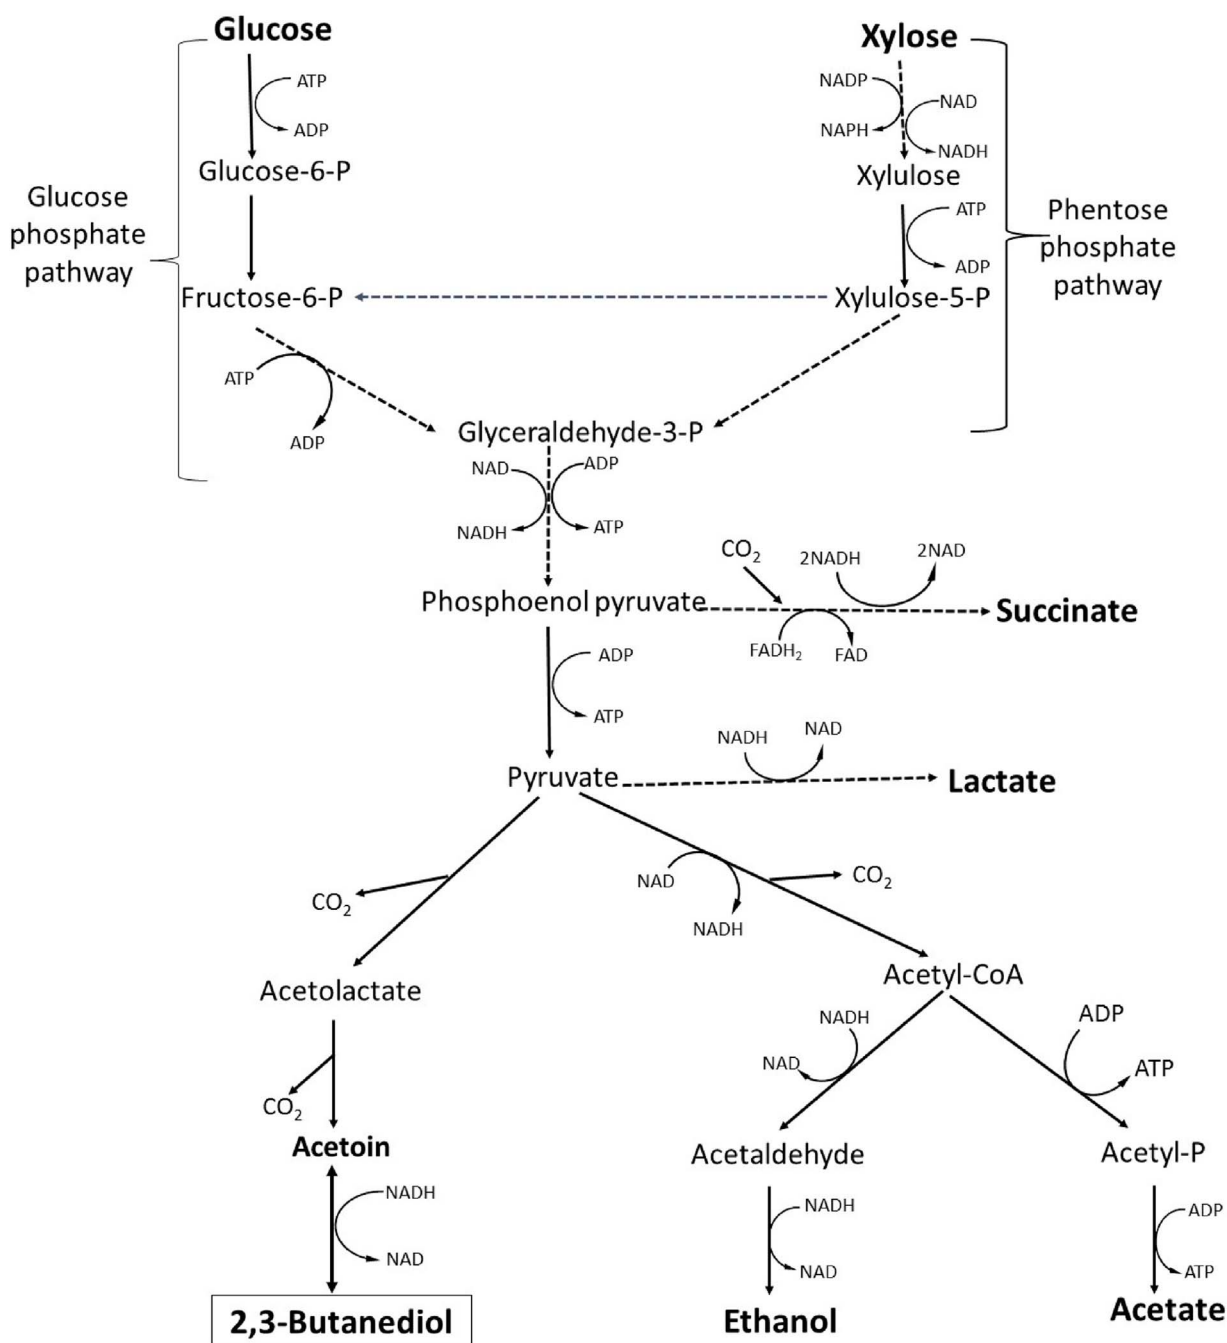 Glucose
Xylose
ATP
ADP
NADP
NAD
NAPH
NADH
Glucose-6-P
Xylulose
Glucose
phosphate
pathway
ATP
ADP
Phentose
phosphate
pathway
Fructose-6-P
Xylulose-5-P
ATP
ADP
Glyceraldehyde-3-P
NAD
ADP
NADH
ATP
CO₂
2NADH
2NAD
Phosphoenol pyruvate
Succinate
FADH₂
FAD
ADP
ATP
NADH
NAD
Pyruvate
Lactate
CO₂
NAD
NADH
CO₂
Acetolactate
Acetyl-CoA
NADH
NAD
ADP
ATP
CO₂
Acetoin
Acetaldehyde
Acetyl-P
NADH
NAD
NADH
NAD
ADP
ATP
2,3-Butanediol
Ethanol
Acetate